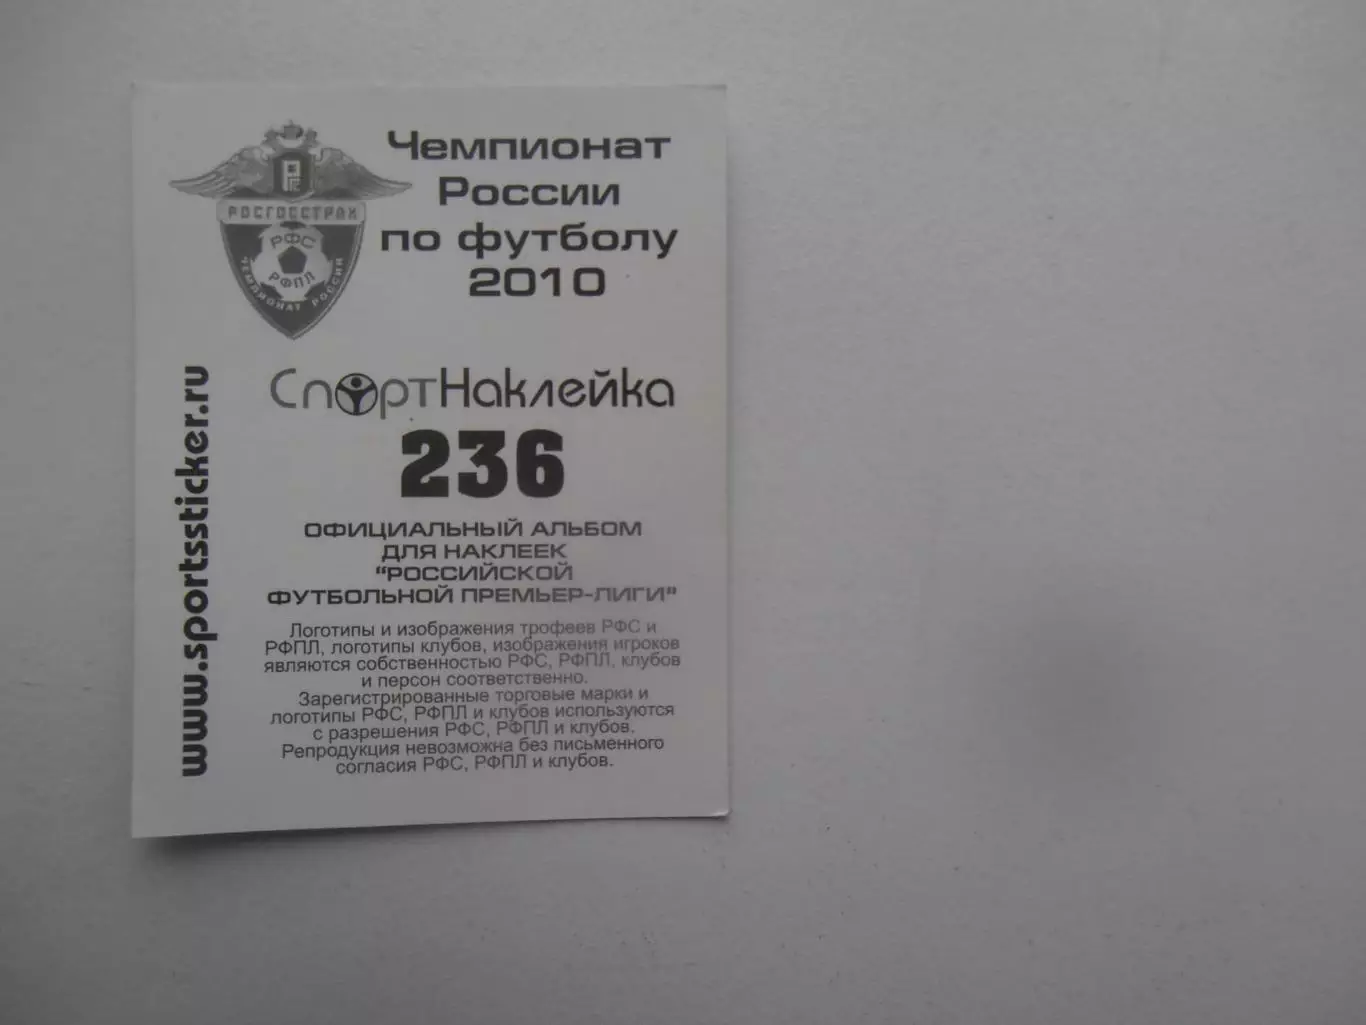 Чемпионат
России
по футболу
2010
РОСГОССТРАХ
РФС
РФПЛ
ЧЕМПИОНАТ РОССИИ
СпортНаклейка
236
www.sportssticker.ru
ОФИЦИАЛЬНЫЙ АЛЬБОМ
ДЛЯ НАКЛЕЕК
"РОССИЙСКОЙ
ФУТБОЛЬНОЙ ПРЕМЬЕР-ЛИГИ"
Логотипы и изображения трофеев РФС и
РФПЛ, логотипы клубов, изображения игроков
являются собственностью РФС, РФПЛ, клубов
и персон соответственно.
Зарегистрированные торговые марки и
логотипы РФС, РФПЛ и клубов используются
с разрешения РФС, РФПЛ и клубов.
Репродукция невозможна без письменного
согласия РФС, РФПЛ и клубов.